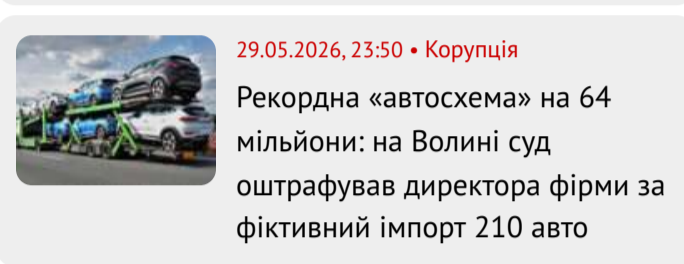 29.05.2026, 23:50 • Корупція
Рекордна «автосхема» на 64
мільйони: на Волині суд
оштрафував директора фірми за
фіктивний імпорт 210 авто